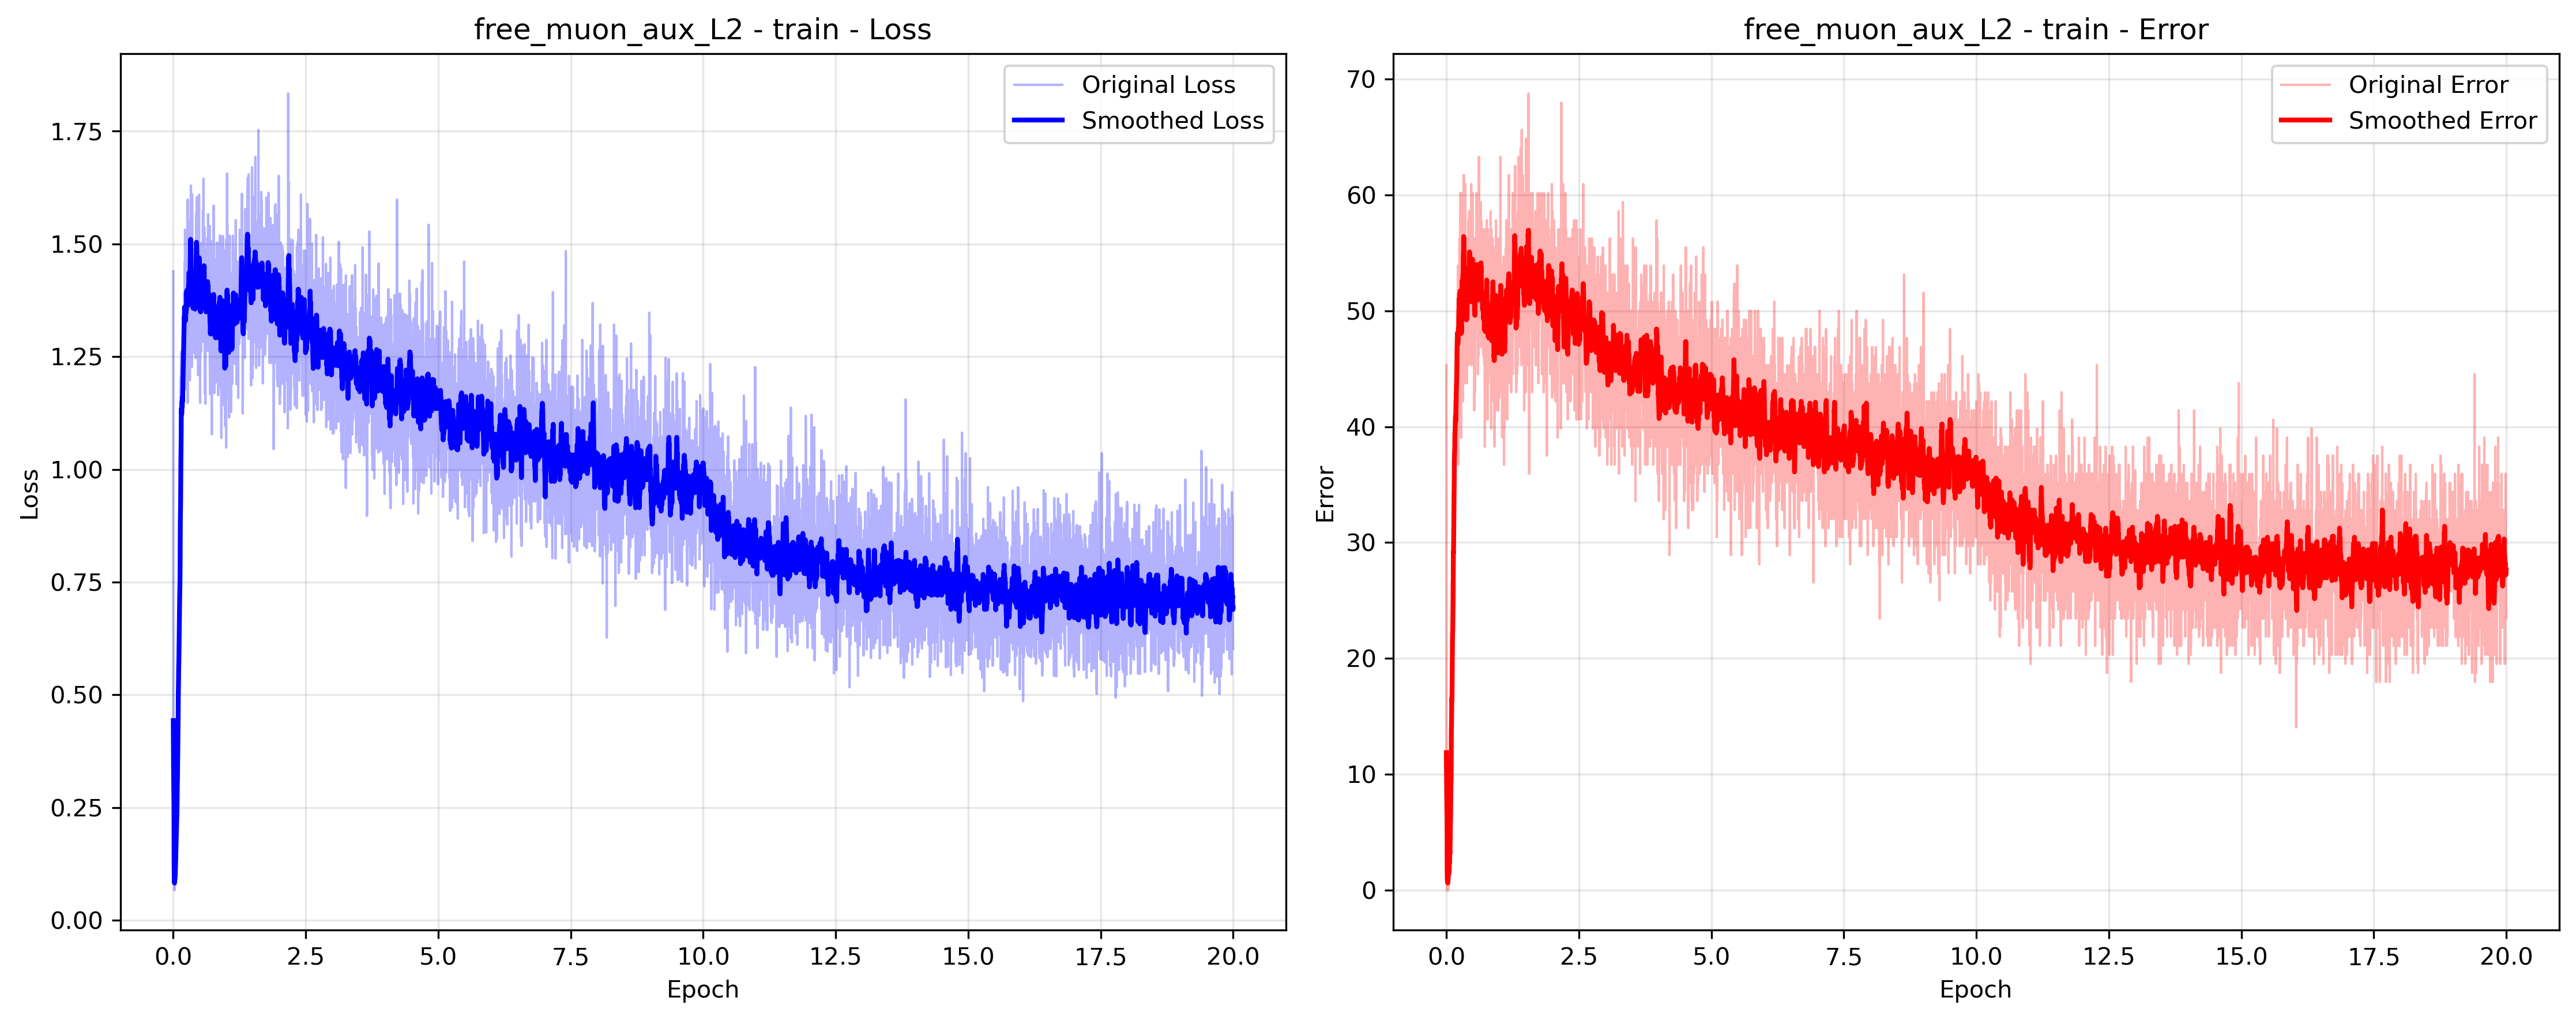 free_muon_aux_L2 - train - Loss
Original Loss
Smoothed Loss
1.75
1.50
1.25
1.00
0.75
0.50
0.25
0.00
Loss
0.0 2.5 5.0 7.5 10.0 12.5 15.0 17.5 20.0
Epoch
free_muon_aux_L2 - train - Error
Original Error
Smoothed Error
70
60
50
40
30
20
10
0
Error
0.0 2.5 5.0 7.5 10.0 12.5 15.0 17.5 20.0
Epoch